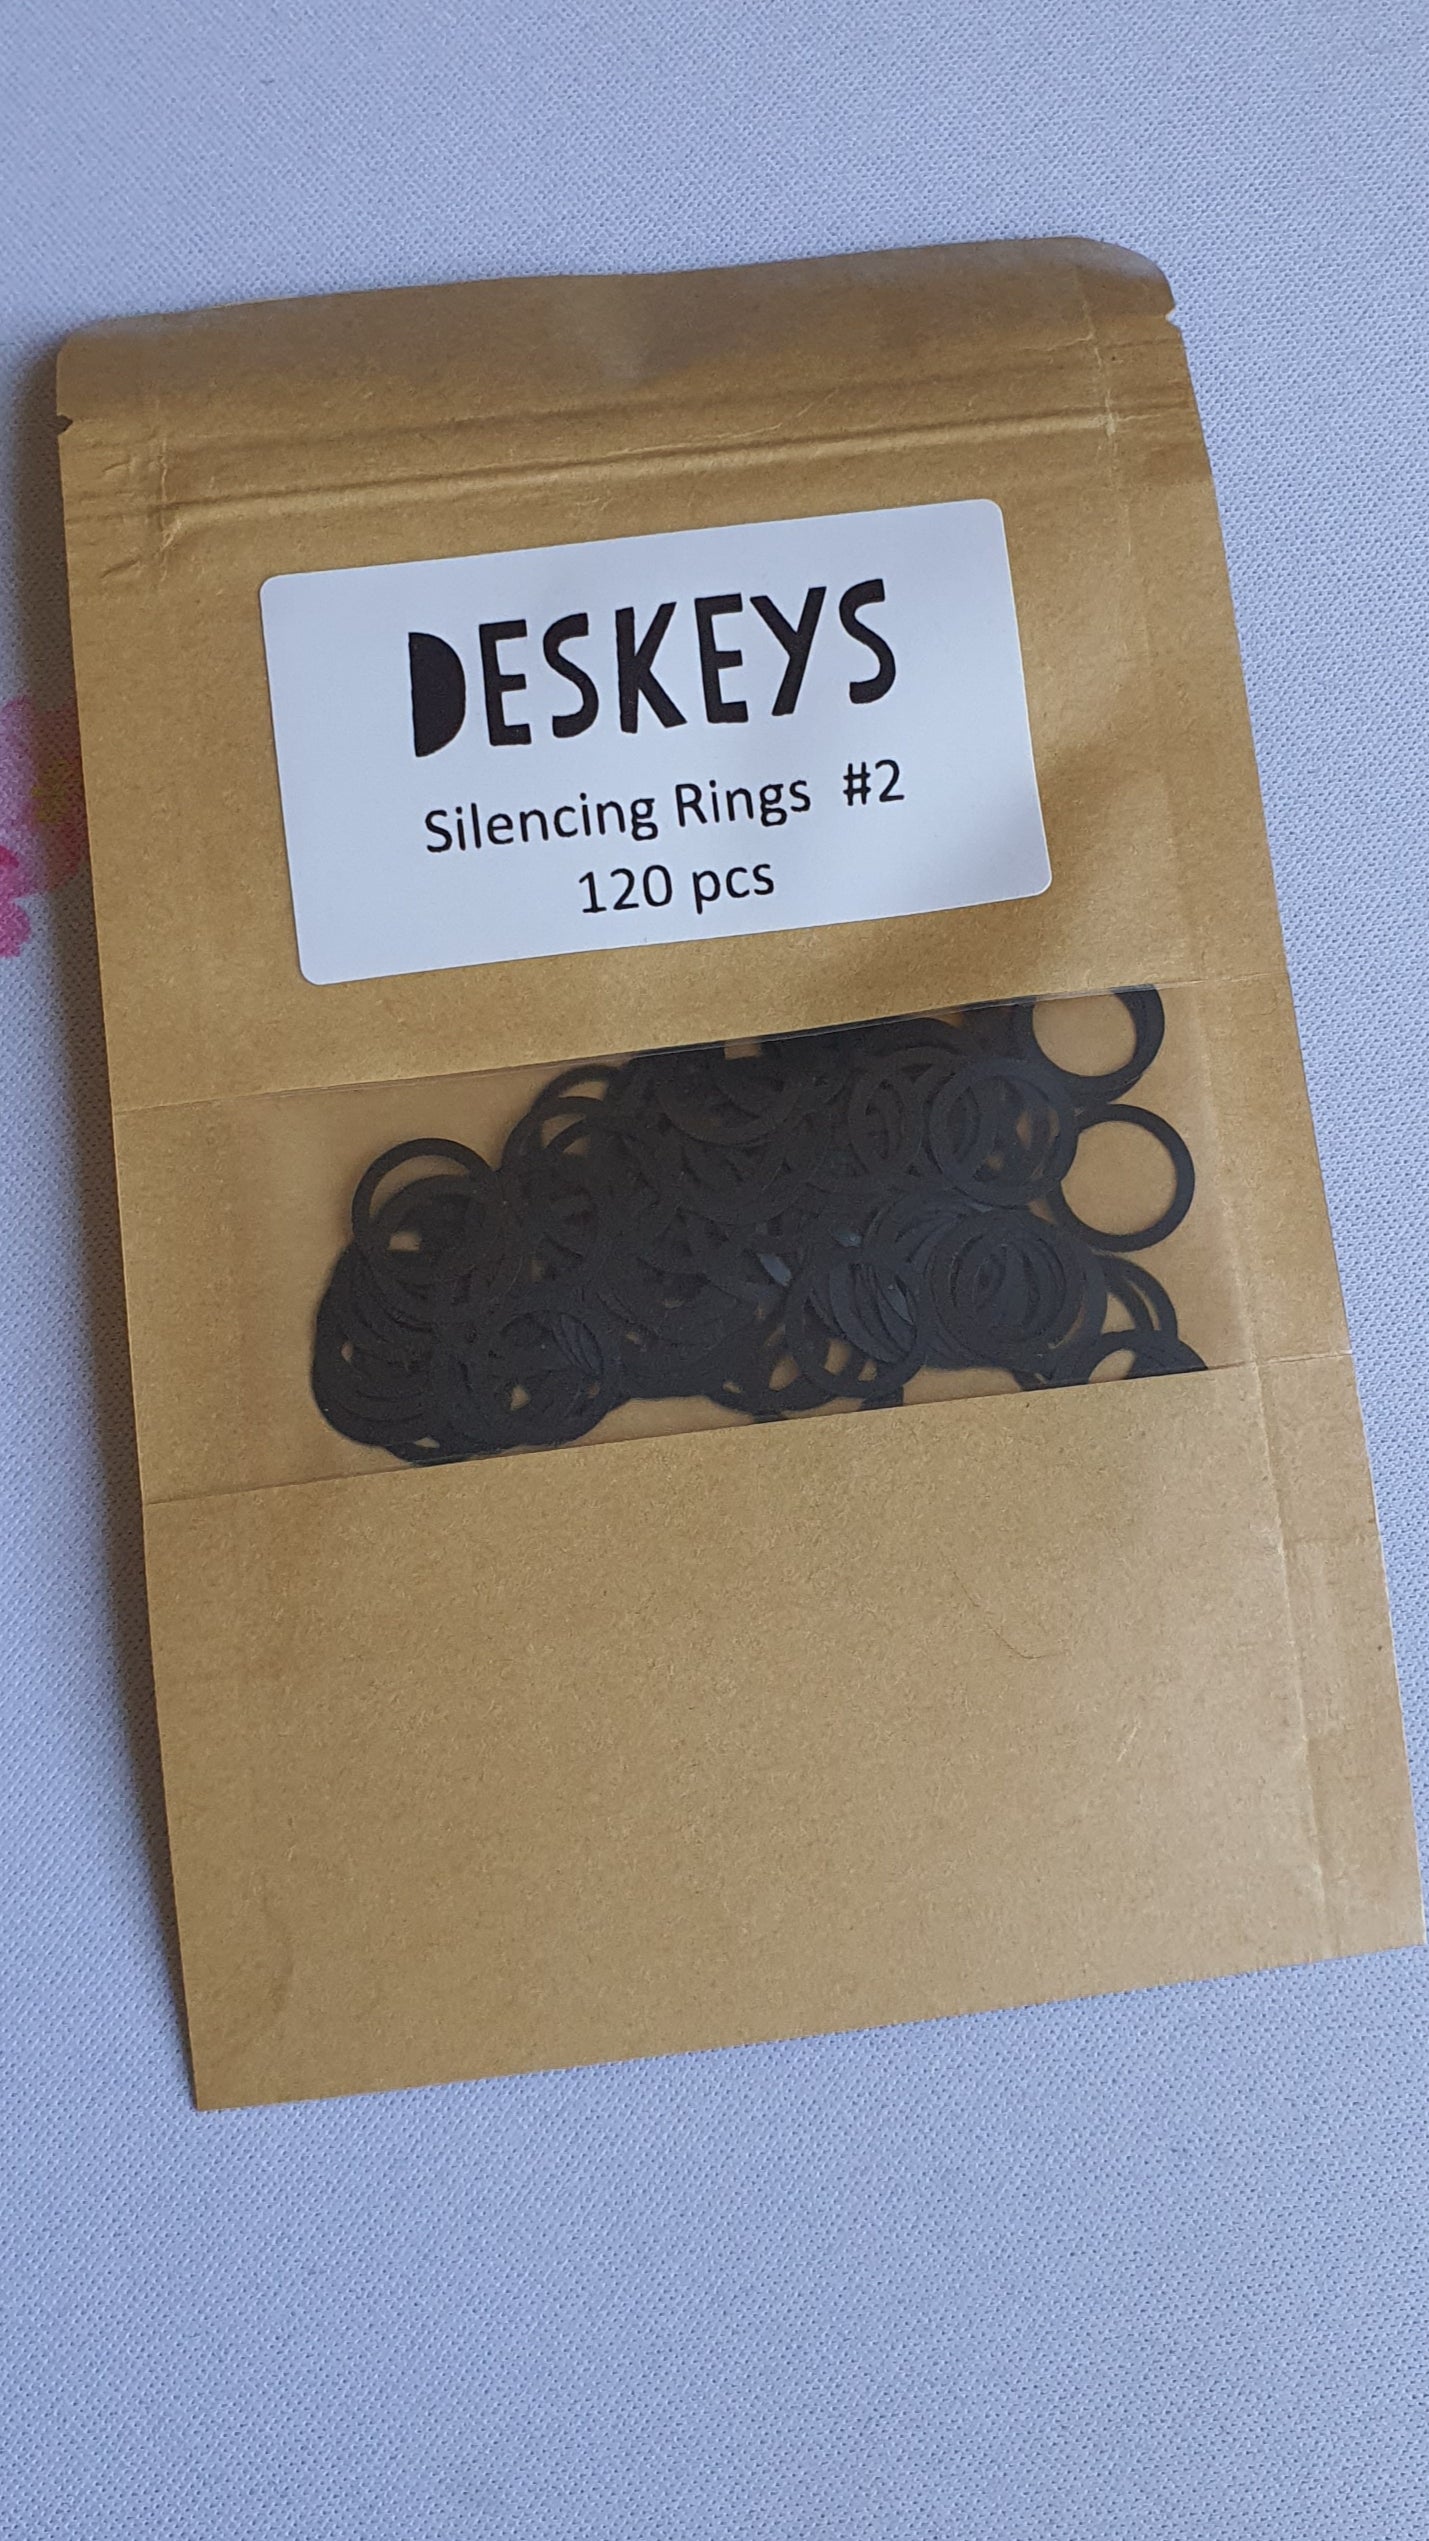 DESKEYS
Silencing Rings #2
120 pcs